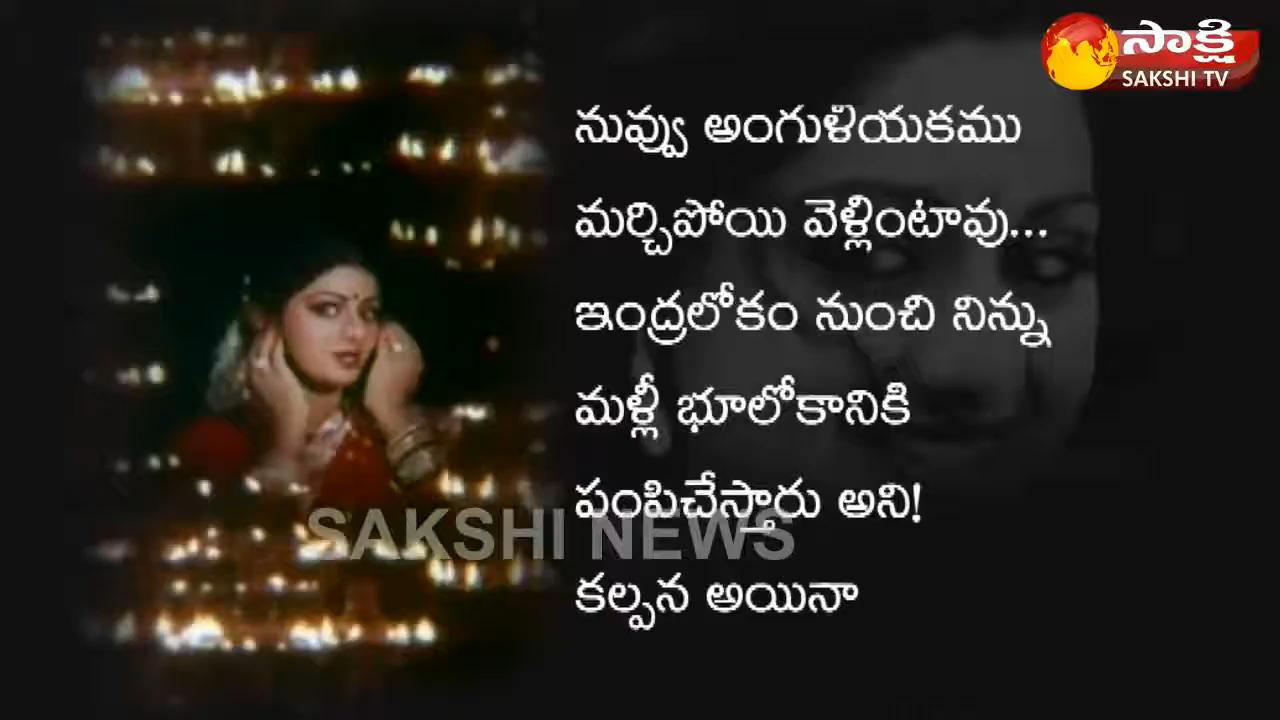 సాక్షి
SAKSHI TV
నువ్వు అంగుళియకము
మర్చిపోయి వెళ్లింటావు...
ఇంద్రలోకం నుంచి నిన్ను
మళ్లీ భూలోకానికి
పంపిచేస్తారు అని!
SAKSHI NEWS
కల్పన అయినా